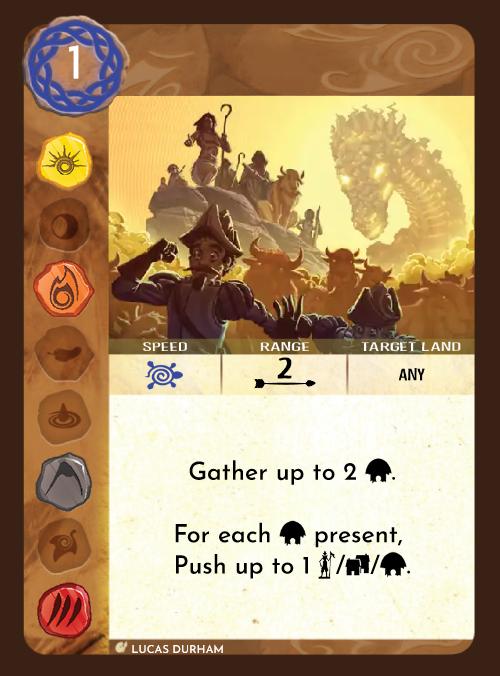 1
SPEED RANGE TARGET LAND
2 ANY
Gather up to 2 .
For each present,
Push up to 1 / / .
LUCAS DURHAM